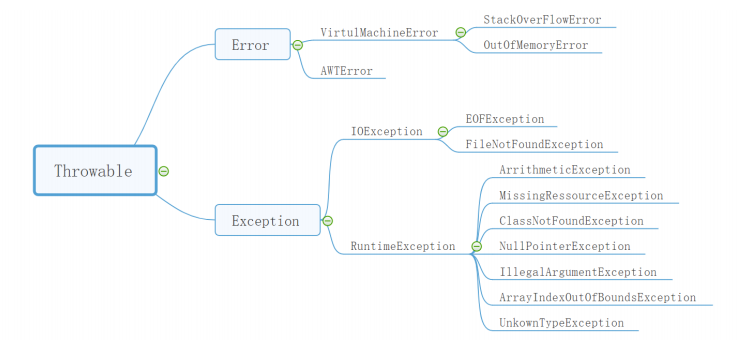 Throwable
Error
VirtulMachineError
StackOverFlowError
OutOfMemoryError
AWTError
Exception
IOException
EOFException
FileNotFoundException
RuntimeException
ArrithmeticException
MissingRessourceException
ClassNotFoundException
NullPointerException
IllegalArgumentException
ArrayIndexOutOfBoundsException
UnkownTypeException